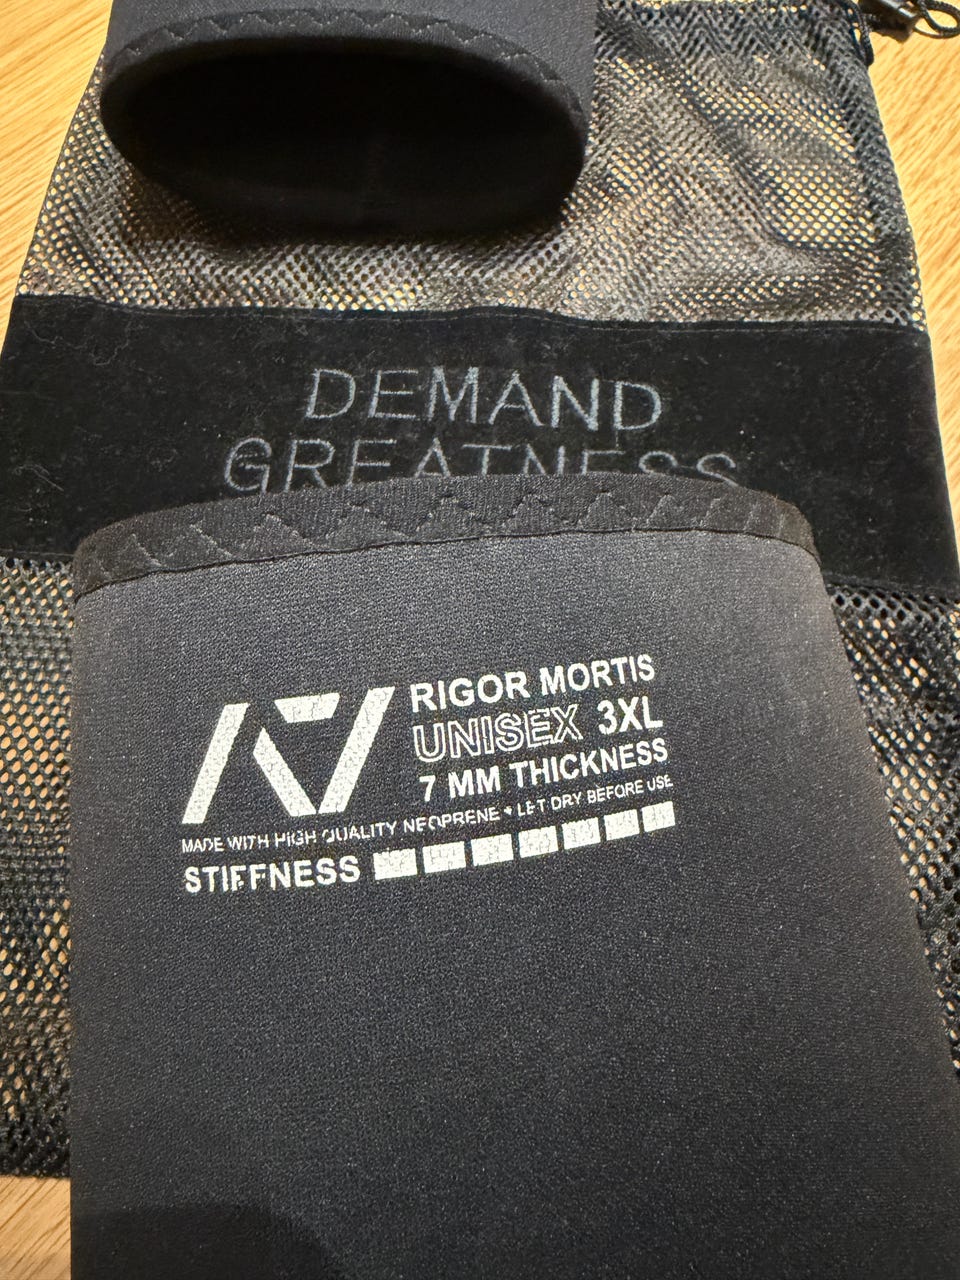 DEMAND
GREATNESS
RIGOR MORTIS
UNISEX 3XL
7 MM THICKNESS
MADE WITH HIGH QUALITY NEOPRENE • LET DRY BEFORE USE
STIFFNESS